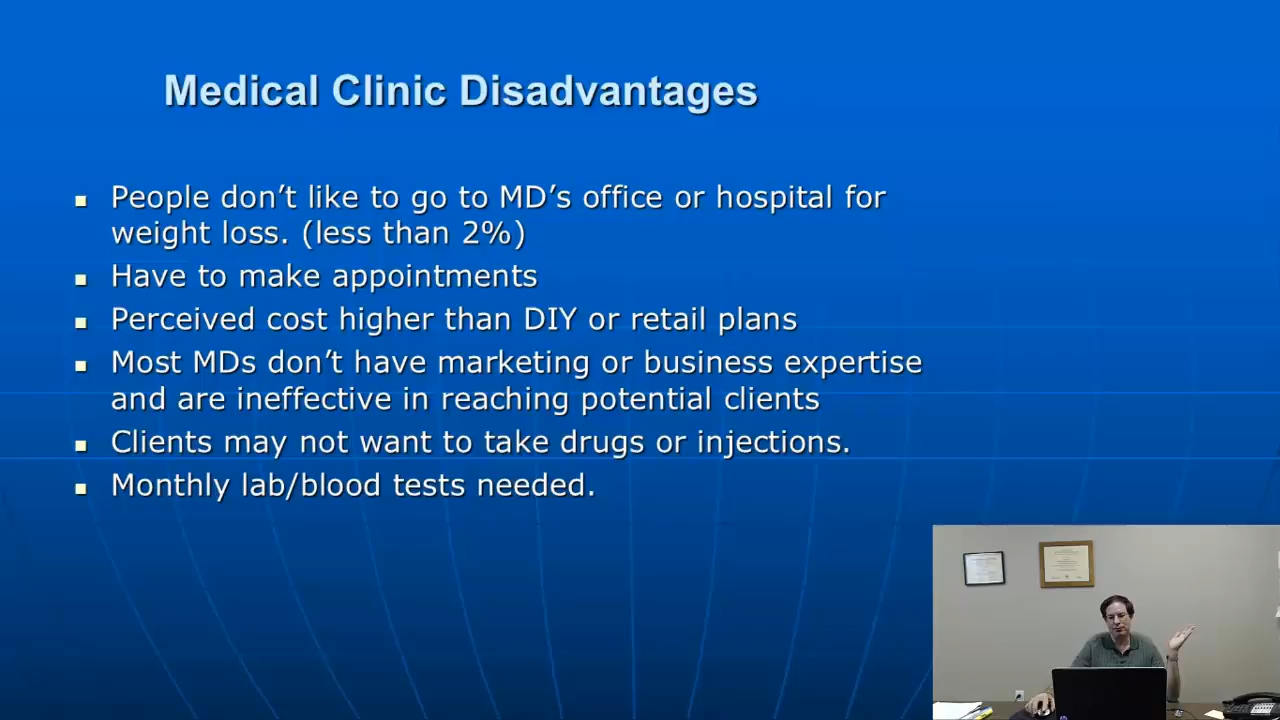 Medical Clinic Disadvantages
People don’t like to go to MD’s office or hospital for
weight loss. (less than 2%)
Have to make appointments
Perceived cost higher than DIY or retail plans
Most MDs don’t have marketing or business expertise
and are ineffective in reaching potential clients
Clients may not want to take drugs or injections.
Monthly lab/blood tests needed.